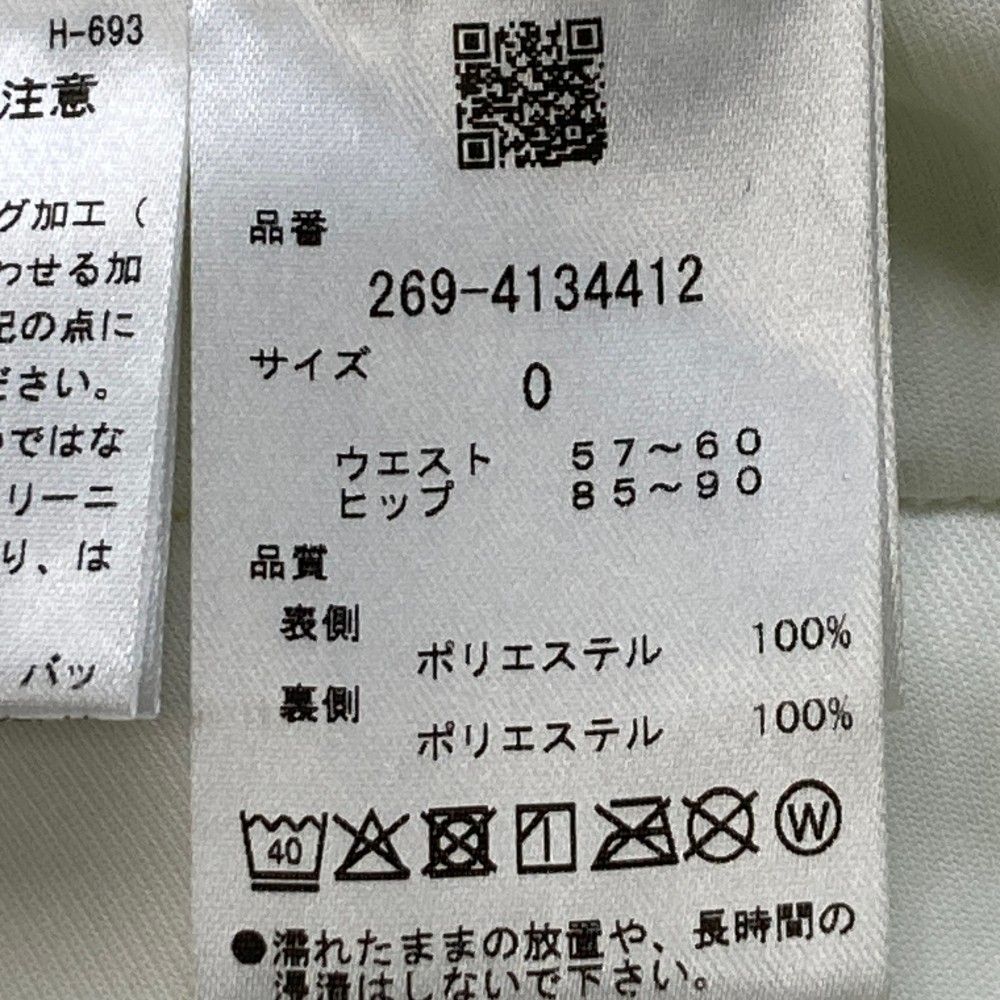 H-693
注意
グ加工（
わせる加
記の点に
ださい。
ではな
リーニ
り、は
パッ
品番
269-4134412
サイズ
0
ウエスト 57～60
ヒップ 85～90
品質
表側
ポリエステル 100%
裏側
ポリエステル 100%
40
W
●濡れたままの放置や、長時間の
浸漬はしないで下さい。